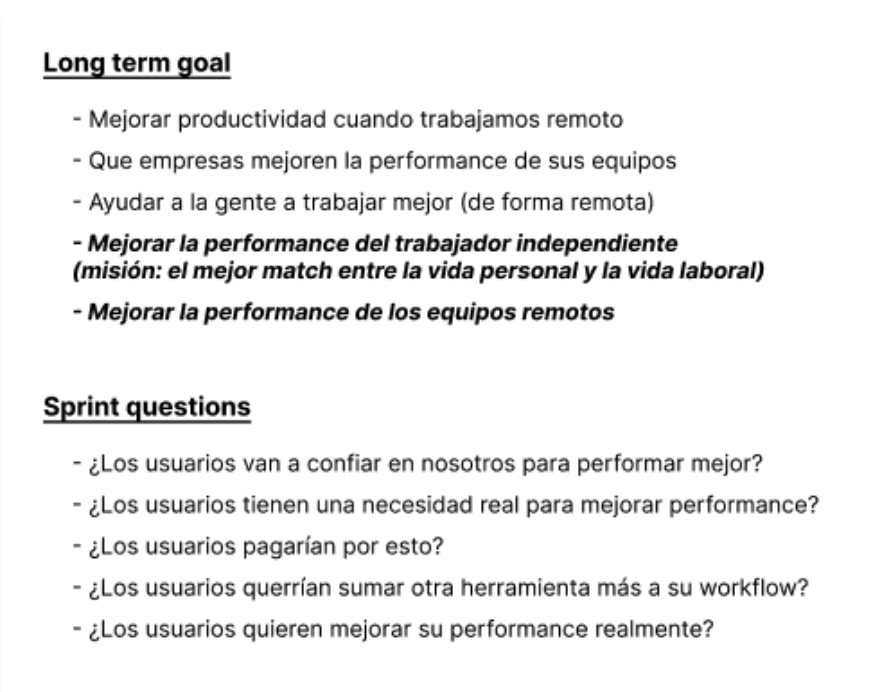 Long term goal
- Mejorar productividad cuando trabajamos remoto
- Que empresas mejoren la performance de sus equipos
- Ayudar a la gente a trabajar mejor (de forma remota)
- Mejorar la performance del trabajador independiente
(misión: el mejor match entre la vida personal y la vida laboral)
- Mejorar la performance de los equipos remotos
Sprint questions
- ¿Los usuarios van a confiar en nosotros para performar mejor?
- ¿Los usuarios tienen una necesidad real para mejorar performance?
- ¿Los usuarios pagarían por esto?
- ¿Los usuarios querrían sumar otra herramienta más a su workflow?
- ¿Los usuarios quieren mejorar su performance realmente?